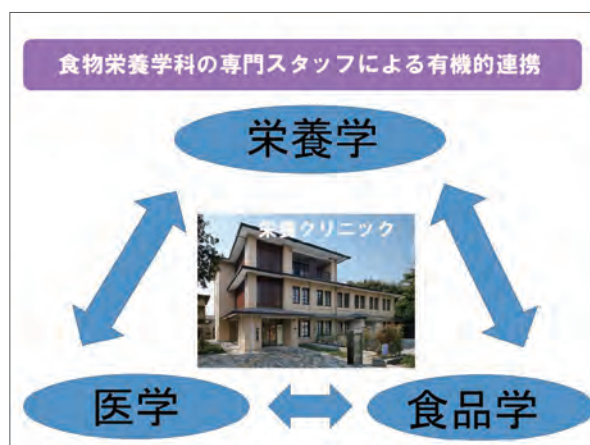 食物栄養学科の専門スタッフによる有機的連携
栄養学
栄養クリニック
医学
食品学